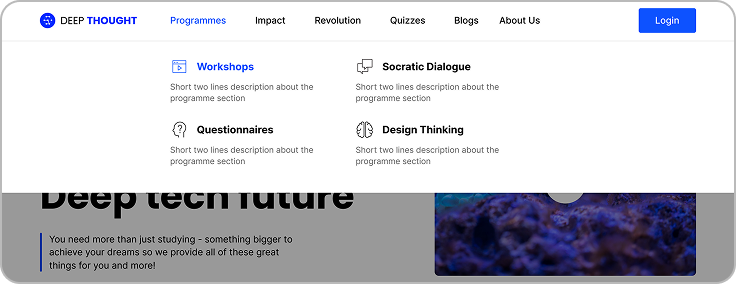 DEEP THOUGHT Programmes Impact Revolution Quizzes Blogs About Us Login
Workshops Socratic Dialogue
Short two lines description about the Short two lines description about the
programme section programme section
Questionnaires Design Thinking
Short two lines description about the Short two lines description about the
programme section programme section
Deep tech future
You need more than just studying - something bigger to
achieve your dreams so we provide all of these great
things for you and more!